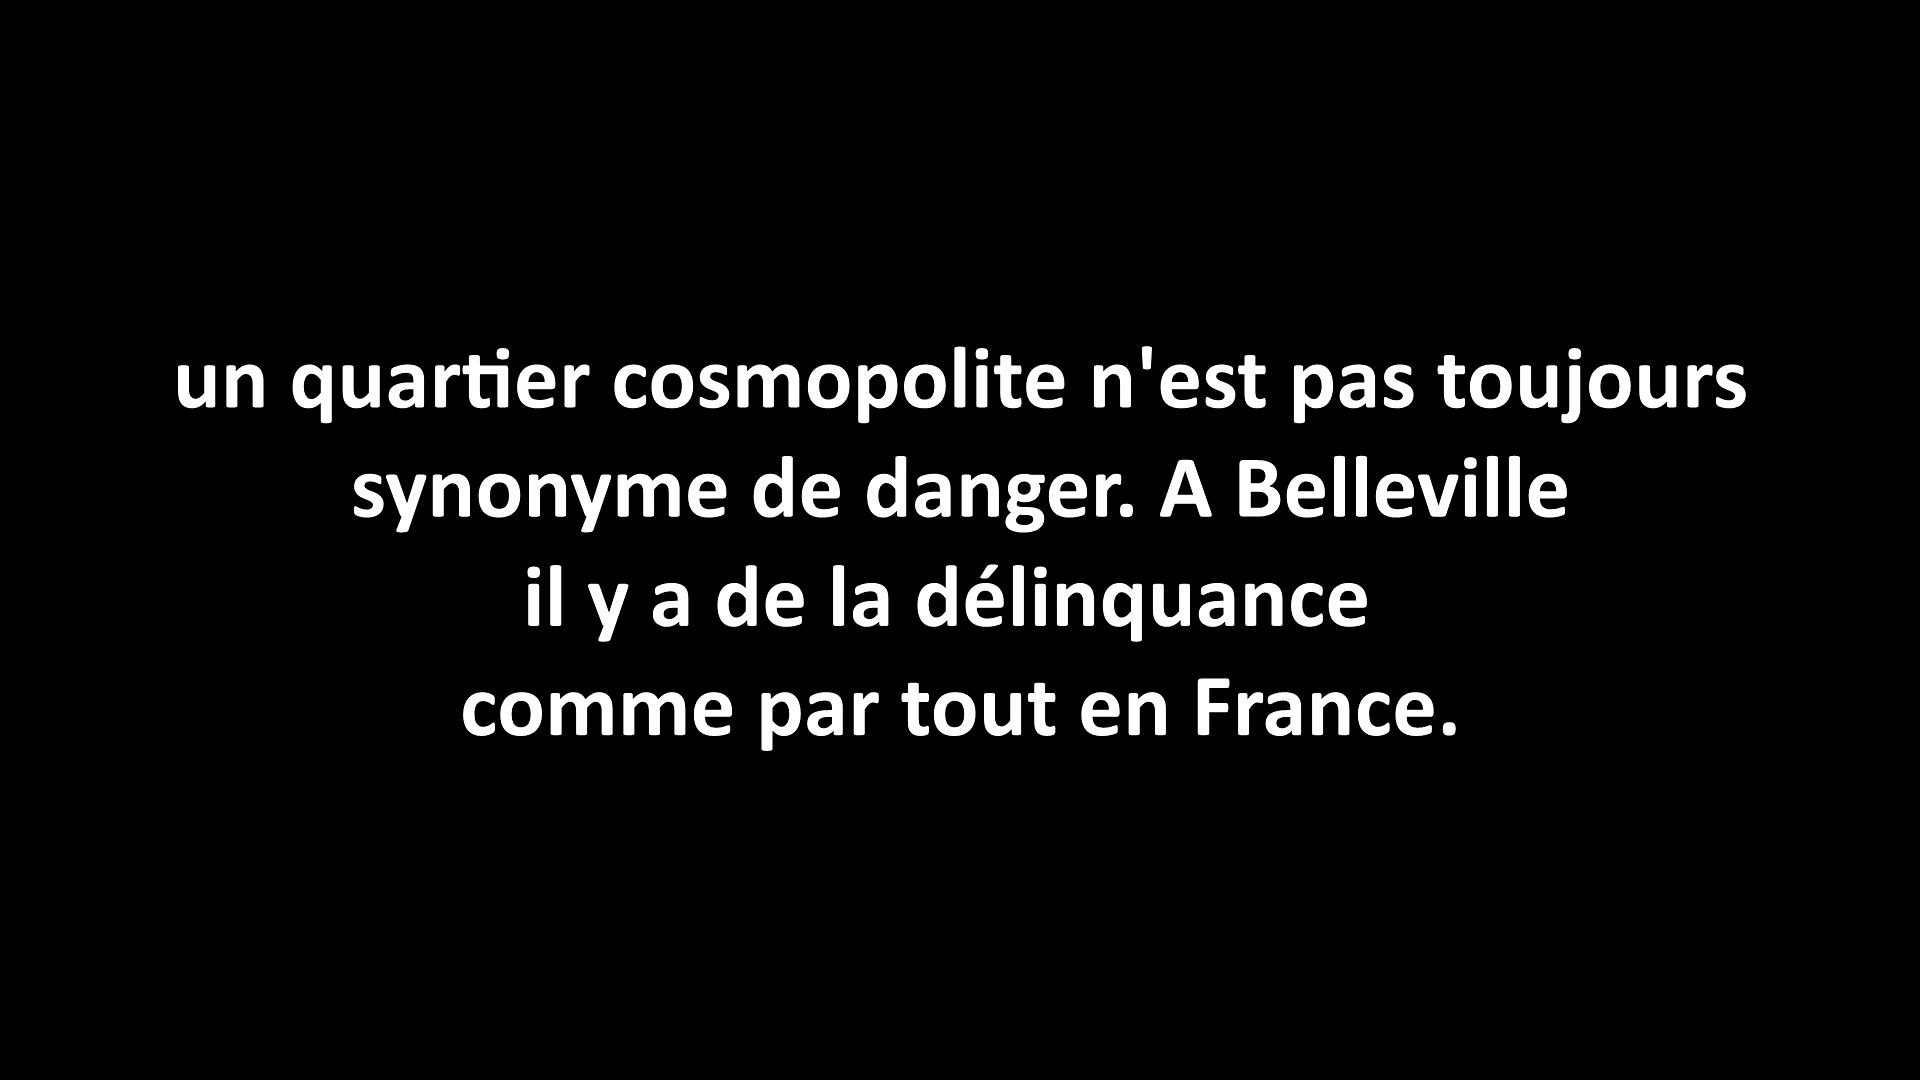 un quartier cosmopolite n'est pas toujours
synonyme de danger. A Belleville
il y a de la délinquance
comme par tout en France.